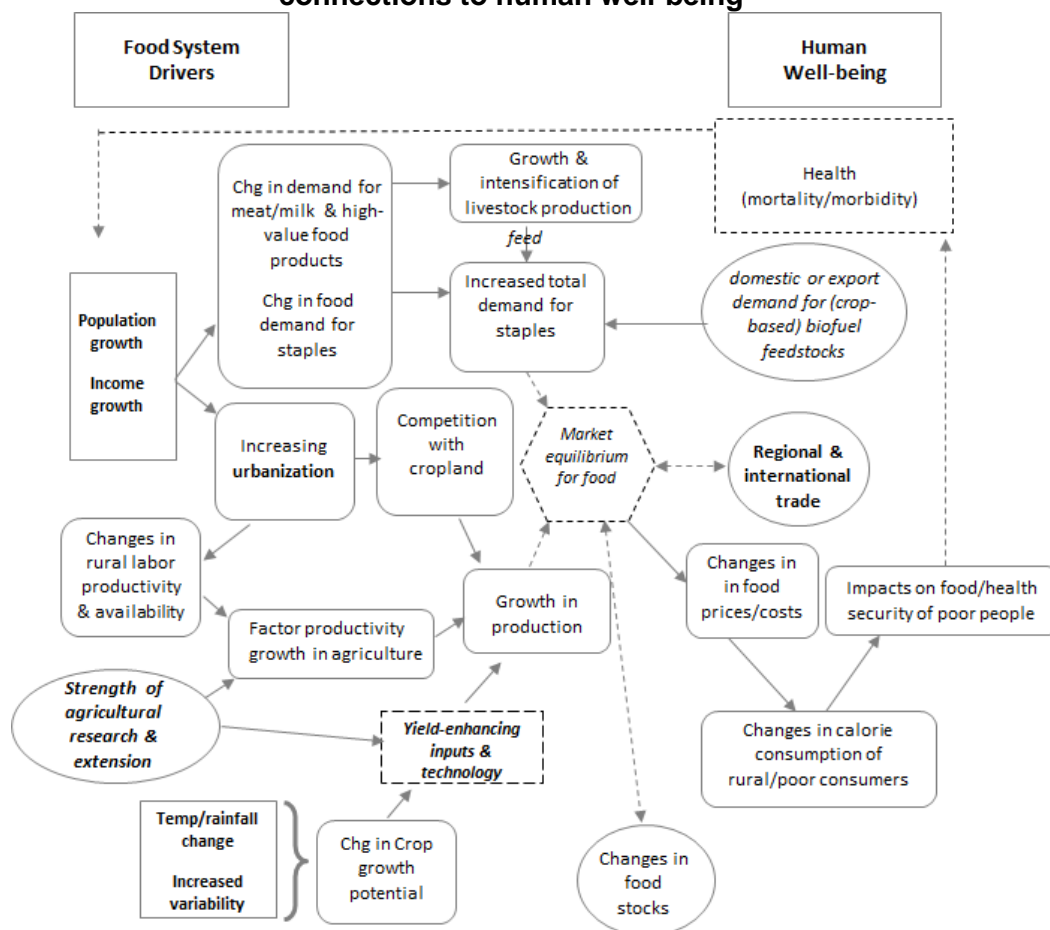 connections to human well-being
Food System
Drivers
Human
Well-being
Health
(mortality/morbidity)
Chg in demand for
meat/milk & high-
value food
products
Chg in food
demand for
staples
Growth &
intensification of
livestock production
feed
Increased total
demand for
staples
domestic or export
demand for (crop-
based) biofuel
feedstocks
Population
growth
Income
growth
Increasing
urbanization
Competition
with
cropland
Market
equilibrium
for food
Regional &
international
trade
Changes in
rural labor
productivity
& availability
Factor productivity
growth in agriculture
Growth in
production
Changes in
in food
prices/costs
Impacts on food/health
security of poor people
Strength of
agricultural
research &
extension
Yield-enhancing
inputs &
technology
Changes in calorie
consumption of
rural/poor consumers
Temp/rainfall
change
Increased
variability
Chg in Crop
growth
potential
Changes in
food
stocks